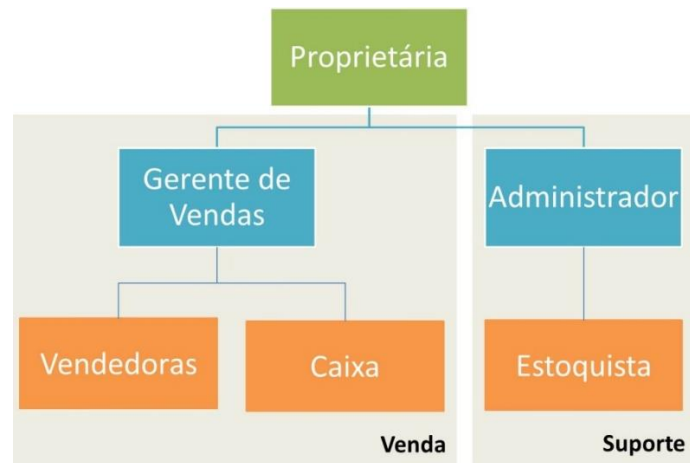 Proprietária
Gerente de
Vendas
Administrador
Vendedoras
Caixa
Estoquista
Venda
Suporte